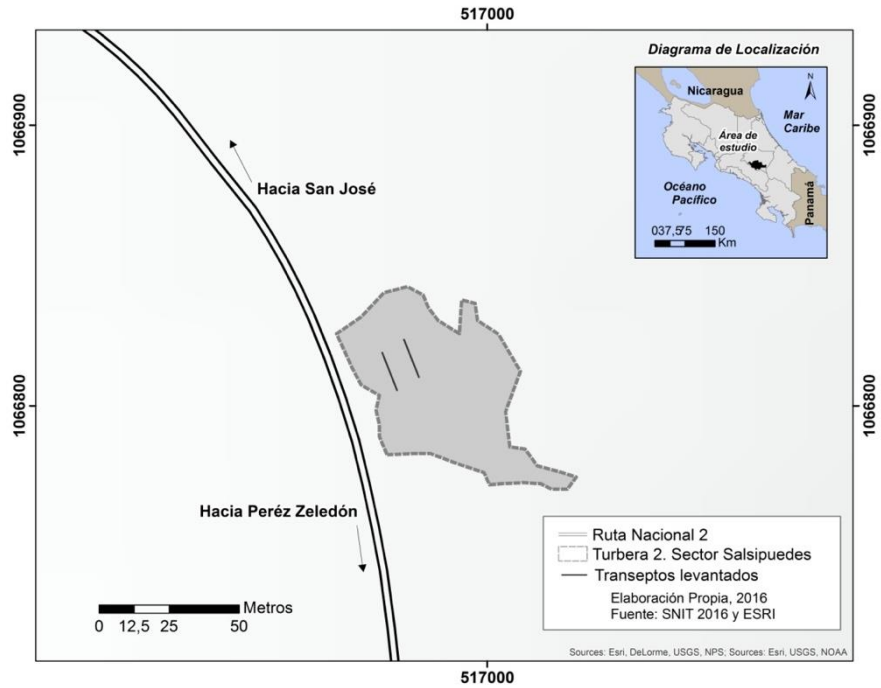 517000
1066900
1066800
Diagrama de Localización
N
Nicaragua
Mar
Caribe
Área de
estudio
Océano
Pacífico
Panamá
037,575 150
Km
1066900
1066800
Hacia San José
Hacia Peréz Zeledón
Metros
0 12,5 25 50
Ruta Nacional 2
Turbera 2. Sector Salsipuedes
Transeptos levantados
Elaboración Propia, 2016
Fuente: SNIT 2016 y ESRI
Sources: Esri, DeLorme, USGS, NPS; Sources: Esri, USGS, NOAA
517000